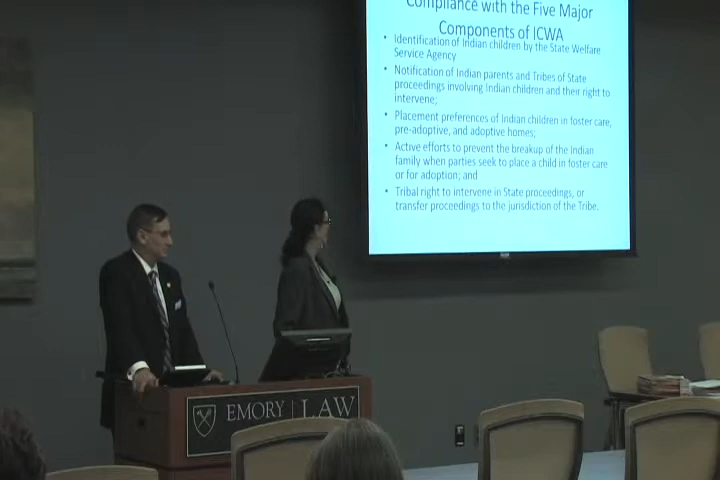 Compliance with the Five Major
Components of ICWA
• Identification of Indian children by the State Welfare
Service Agency
• Notification of Indian parents and Tribes of State
proceedings involving Indian children and their right to
intervene;
• Placement preferences of Indian children in foster care,
pre-adoptive, and adoptive homes;
• Active efforts to prevent the breakup of the Indian
family when parties seek to place a child in foster care
or for adoption; and
• Tribal right to intervene in State proceedings, or
transfer proceedings to the jurisdiction of the Tribe.
EMORY | LAW